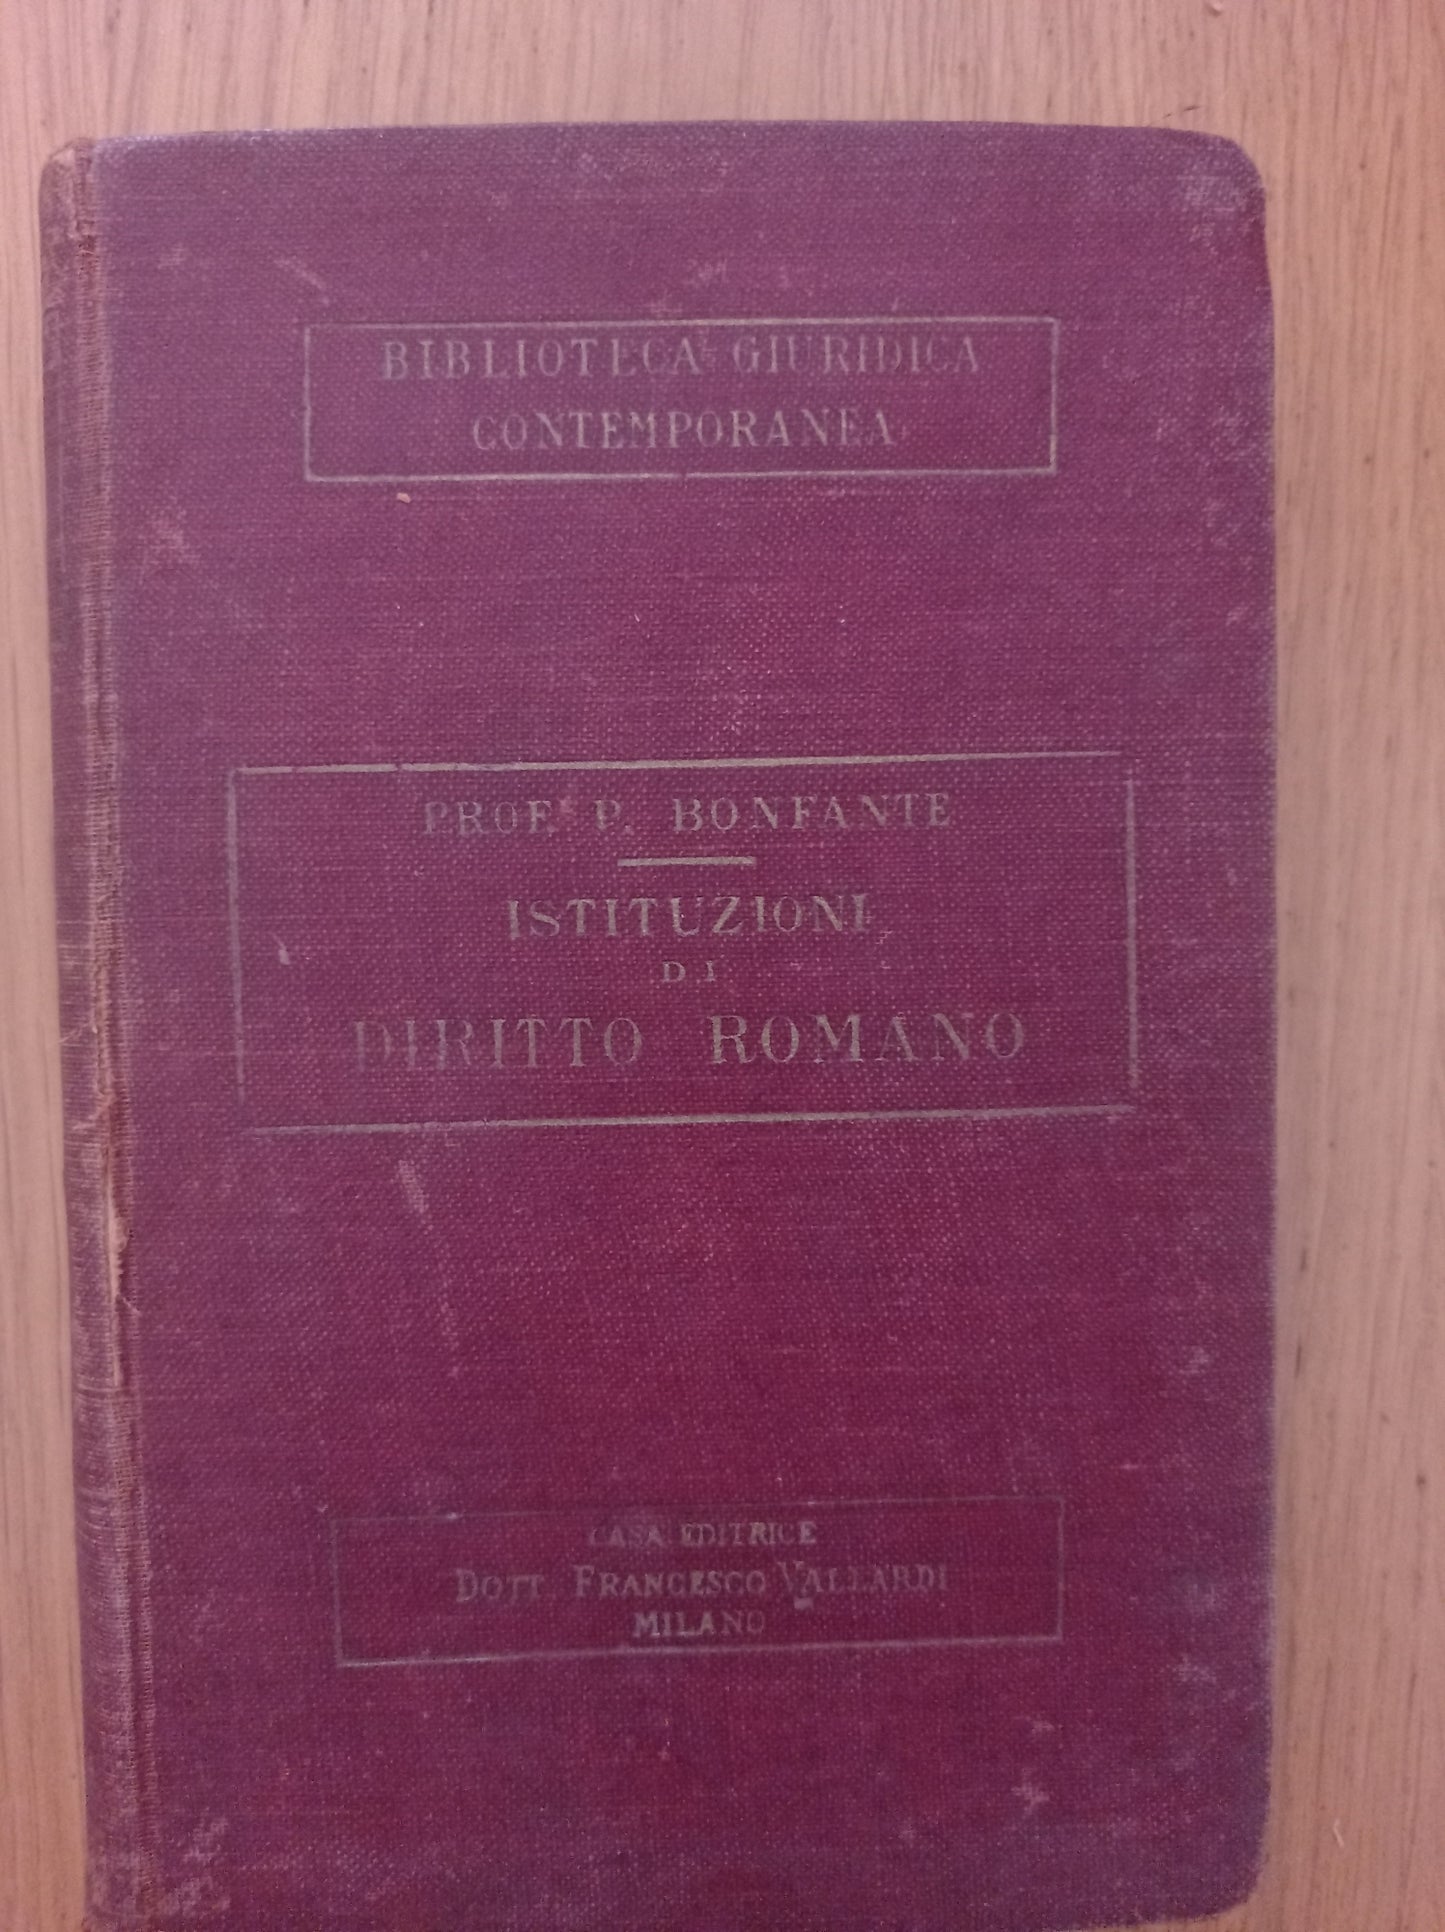 BIBLIOTECA GIURIDICA
CONTEMPORANEA
PROF. P. BONFANTE
ISTITUZIONI
DI
DIRITTO ROMANO
CASA EDITRICE
DOTT. FRANCESCO VALLARDI
MILANO